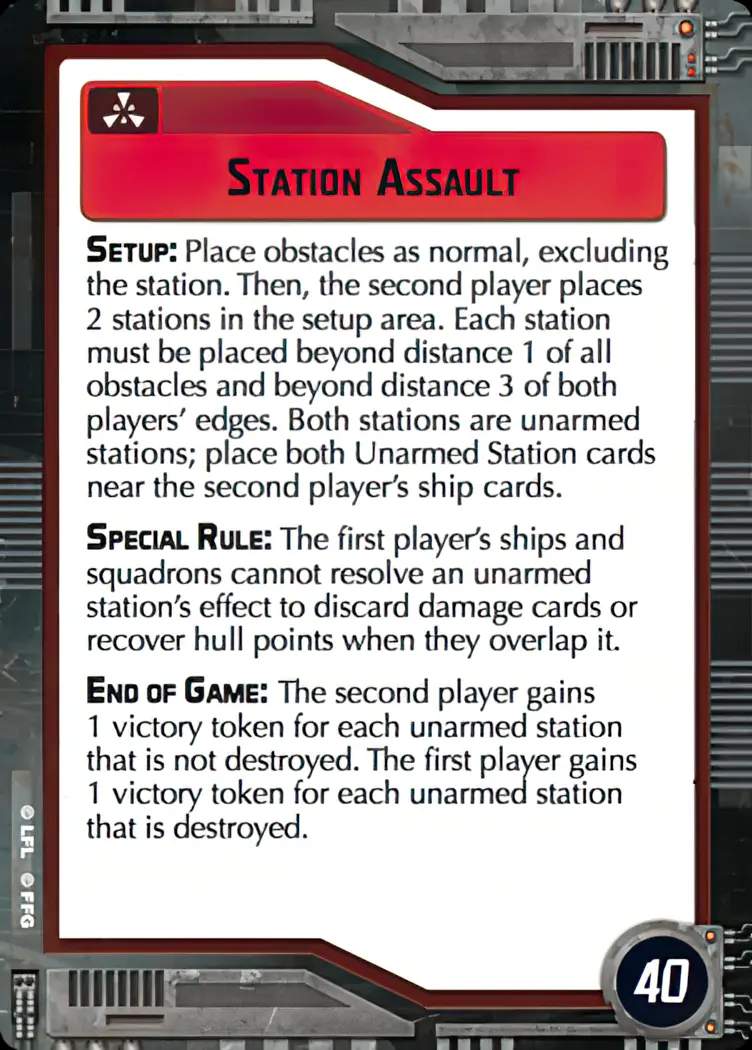 Station Assault
Setup: Place obstacles as normal, excluding
the station. Then, the second player places
2 stations in the setup area. Each station
must be placed beyond distance 1 of all
obstacles and beyond distance 3 of both
players' edges. Both stations are unarmed
stations; place both Unarmed Station cards
near the second player's ship cards.
Special Rule: The first player's ships and
squadrons cannot resolve an unarmed
station's effect to discard damage cards or
recover hull points when they overlap it.
End of Game: The second player gains
1 victory token for each unarmed station
that is not destroyed. The first player gains
1 victory token for each unarmed station
that is destroyed.
© LFL © FFG
40